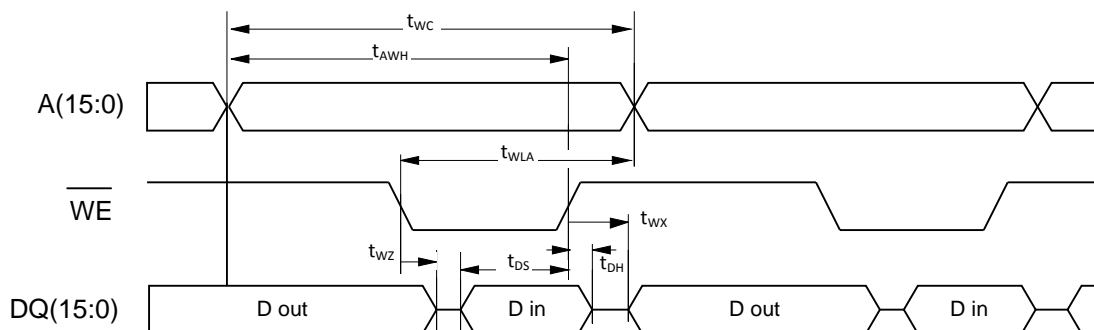 tWC
tAWH
A(15:0)
tWLA
WE
tWX
tWZ
tDS
tDH
DQ(15:0)
D out
D in
D out
D in